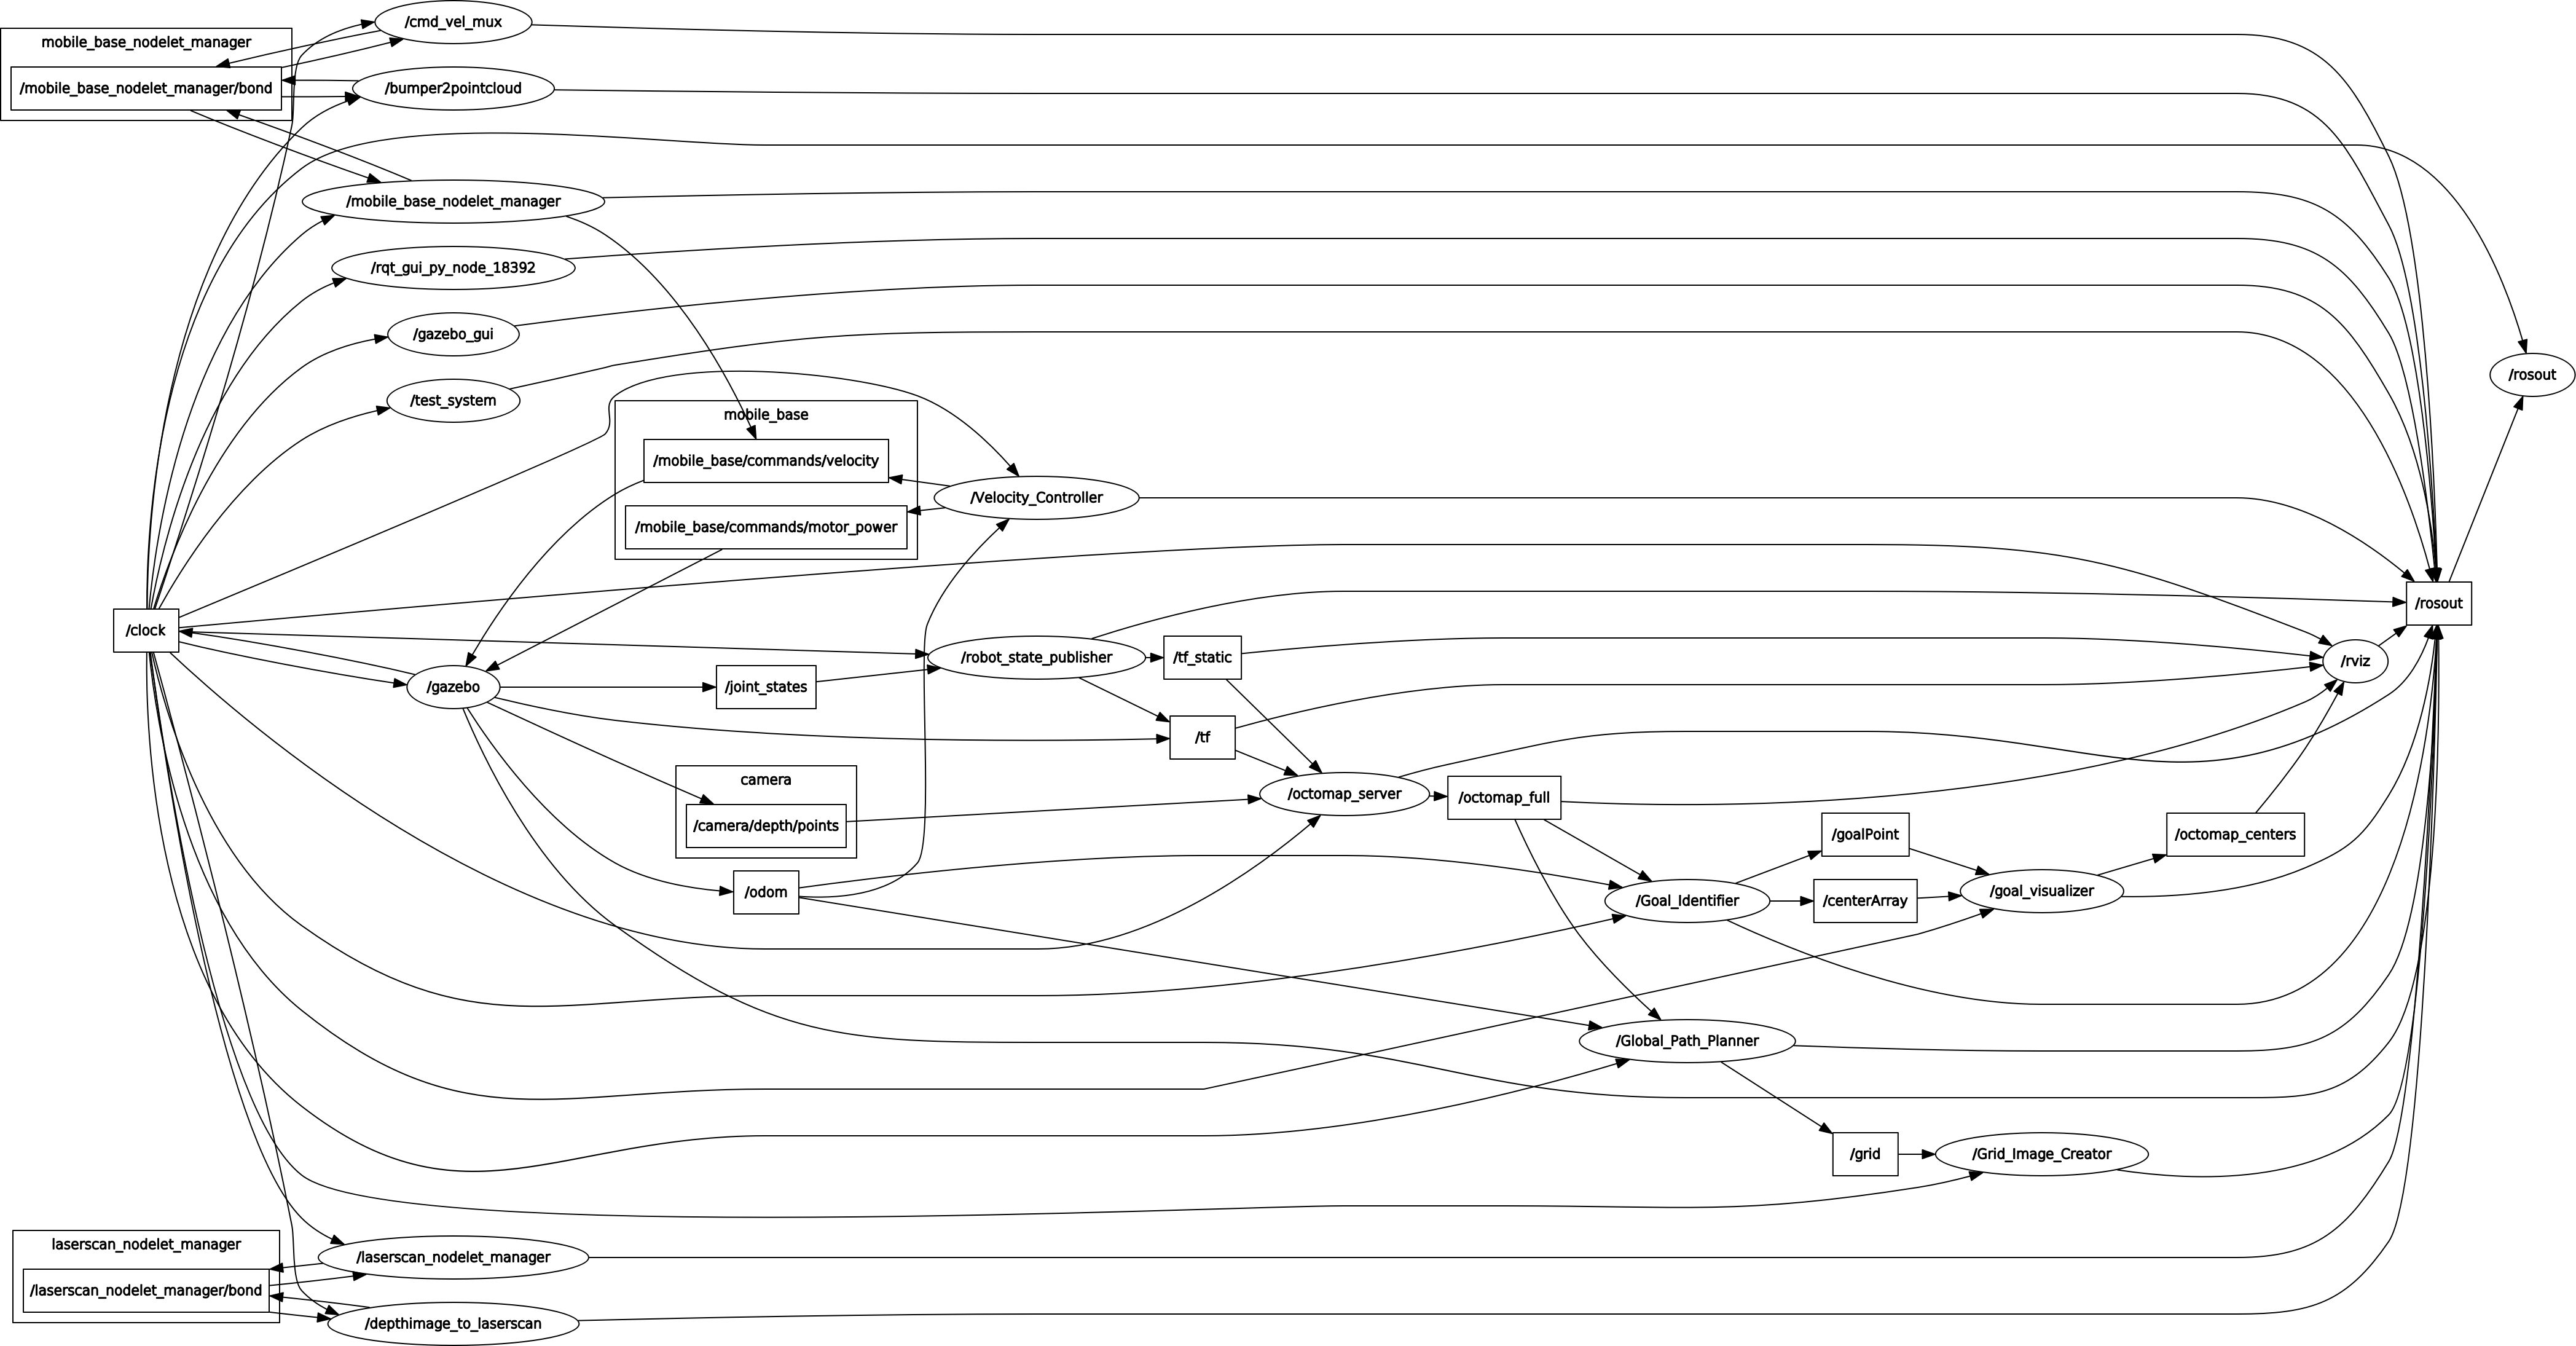 /cmd_vel_mux
mobile_base_nodelet_manager
/mobile_base_nodelet_manager/bond
/bumper2pointcloud
/mobile_base_nodelet_manager
/rqt_gui_py_node_18392
/gazebo_gui
/rosout
/test_system
mobile_base
/mobile_base/commands/velocity
/Velocity_Controller
/mobile_base/commands/motor_power
/rosout
/clock
/robot_state_publisher
/tf_static
/rviz
/gazebo
/joint_states
/tf
camera
/camera/depth/points
/octomap_server
/octomap_full
/goalPoint
/octomap_centers
/odom
/Goal_Identifier
/centerArray
/goal_visualizer
/Global_Path_Planner
/grid
/Grid_Image_Creator
laserscan_nodelet_manager
/laserscan_nodelet_manager/bond
/laserscan_nodelet_manager
/depthimage_to_laserscan